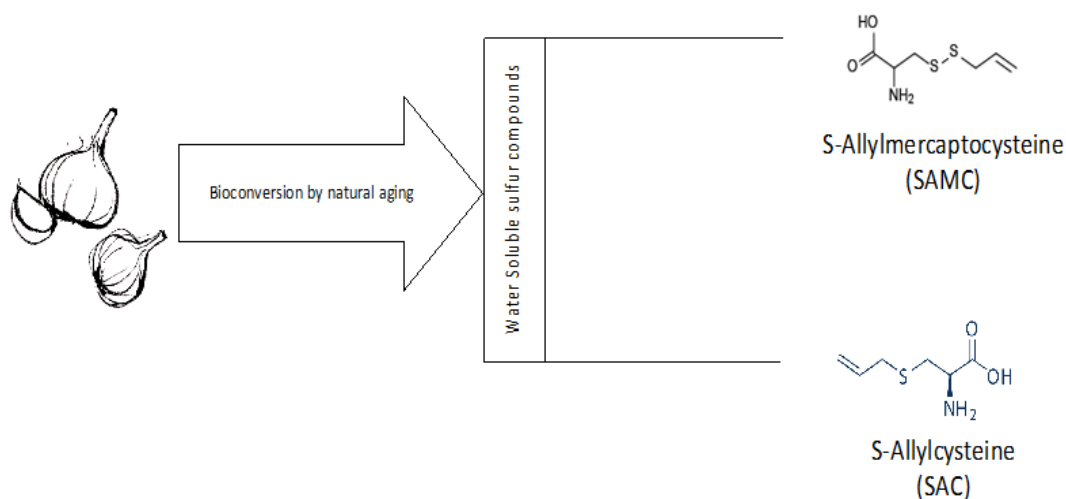 Bioconversion by natural aging
Water Soluble sulfur compounds
HO
O
NH₂
S
S
S-Allylmercaptocysteine
(SAMC)
O
S
OH
NH₂
S-Allylcysteine
(SAC)